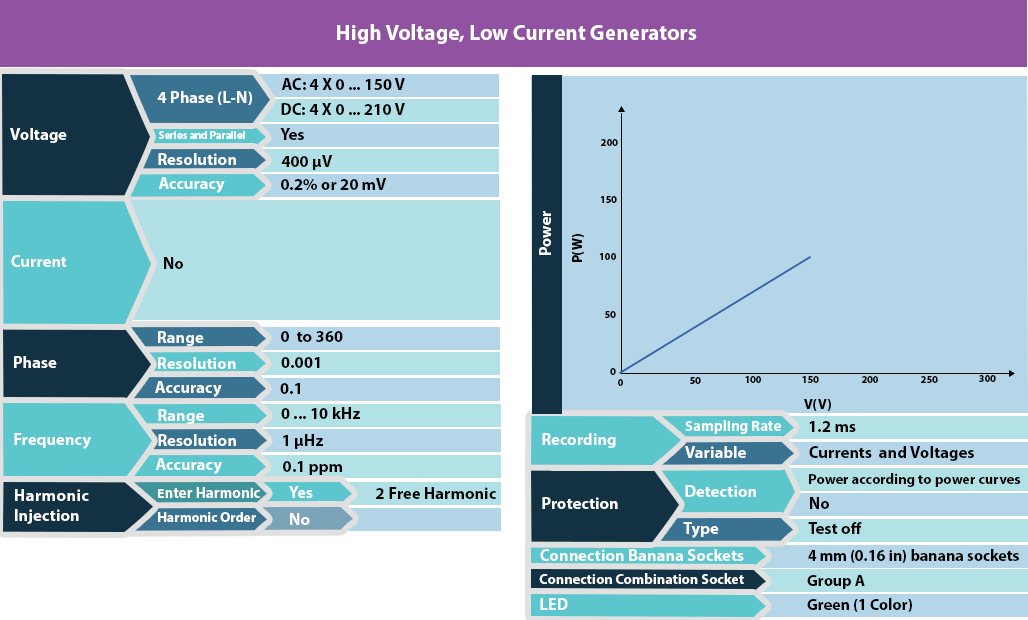 High Voltage, Low Current Generators
Voltage
4 Phase (L-N)
AC: 4 X 0 ... 150 V
DC: 4 X 0 ... 210 V
Series and Parallel
Yes
Resolution
400 µV
Accuracy
0.2% or 20 mV
Current
No
Phase
Range
0 to 360
Resolution
0.001
Accuracy
0.1
Frequency
Range
0 ... 10 kHz
Resolution
1 µHz
Accuracy
0.1 ppm
Harmonic
Injection
Enter Harmonic
Yes
2 Free Harmonic
Harmonic Order
No
Power
P(W)
200
150
100
50
0
0
50
100
150
200
250
300
V(V)
Recording
Sampling Rate
1.2 ms
Variable
Currents and Voltages
Protection
Detection
Power according to power curves
No
Type
Test off
Connection Banana Sockets
4 mm (0.16 in) banana sockets
Connection Combination Socket
Group A
LED
Green (1 Color)